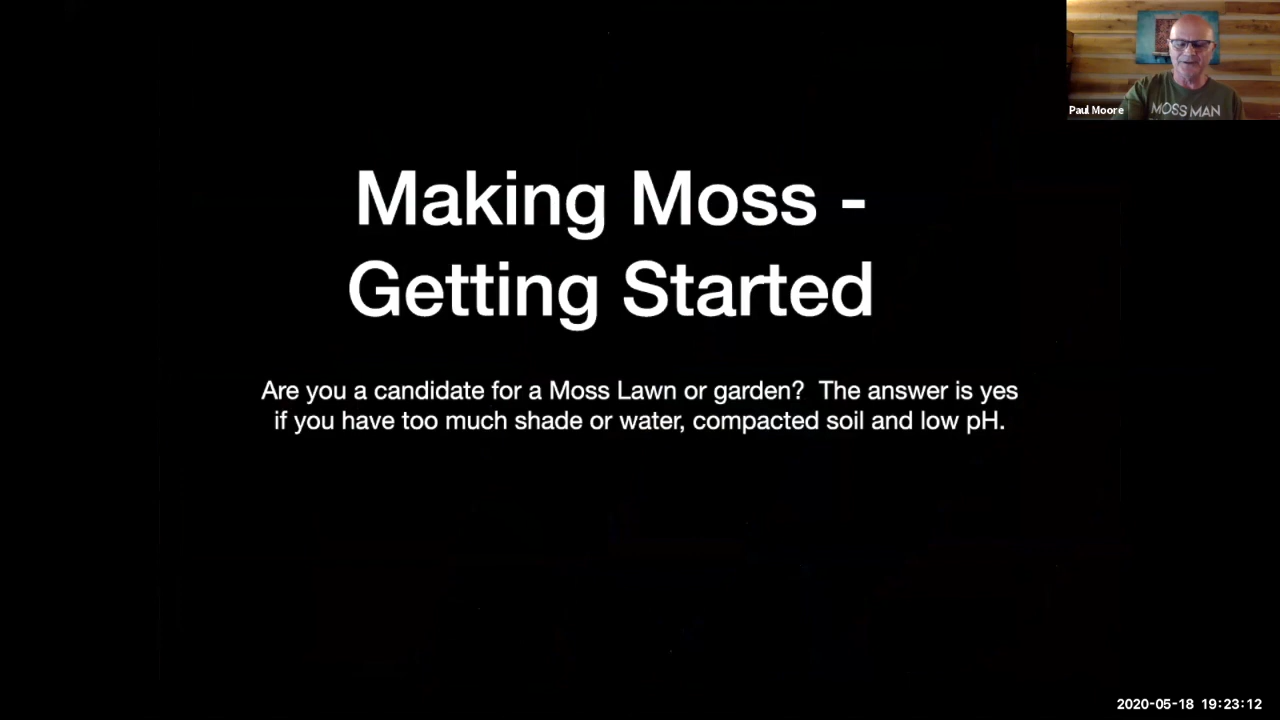 Paul Moore
MOSS MAN
Making Moss -
Getting Started
Are you a candidate for a Moss Lawn or garden?  The answer is yes
if you have too much shade or water, compacted soil and low pH.
2020-05-18 19:23:12